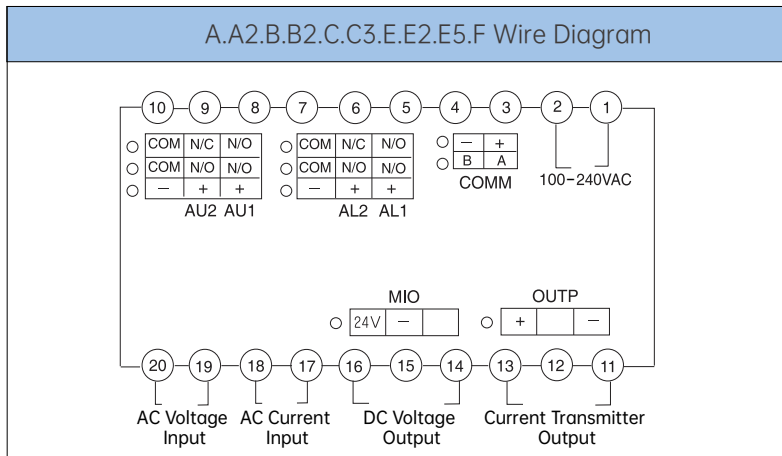 A.A2.B.B2.C.C3.E.E2.E5.F Wire Diagram
10 9 8 7 6 5 4 3 2 1
COM N/C N/O COM N/C N/O − +
COM N/O N/O COM N/O N/O B A
− + + − + + COMM 100-240VAC
AU2 AU1 AL2 AL1
MIO OUTP
24V − + −
20 19 18 17 16 15 14 13 12 11
AC Voltage AC Current DC Voltage Current Transmitter
Input Input Output Output